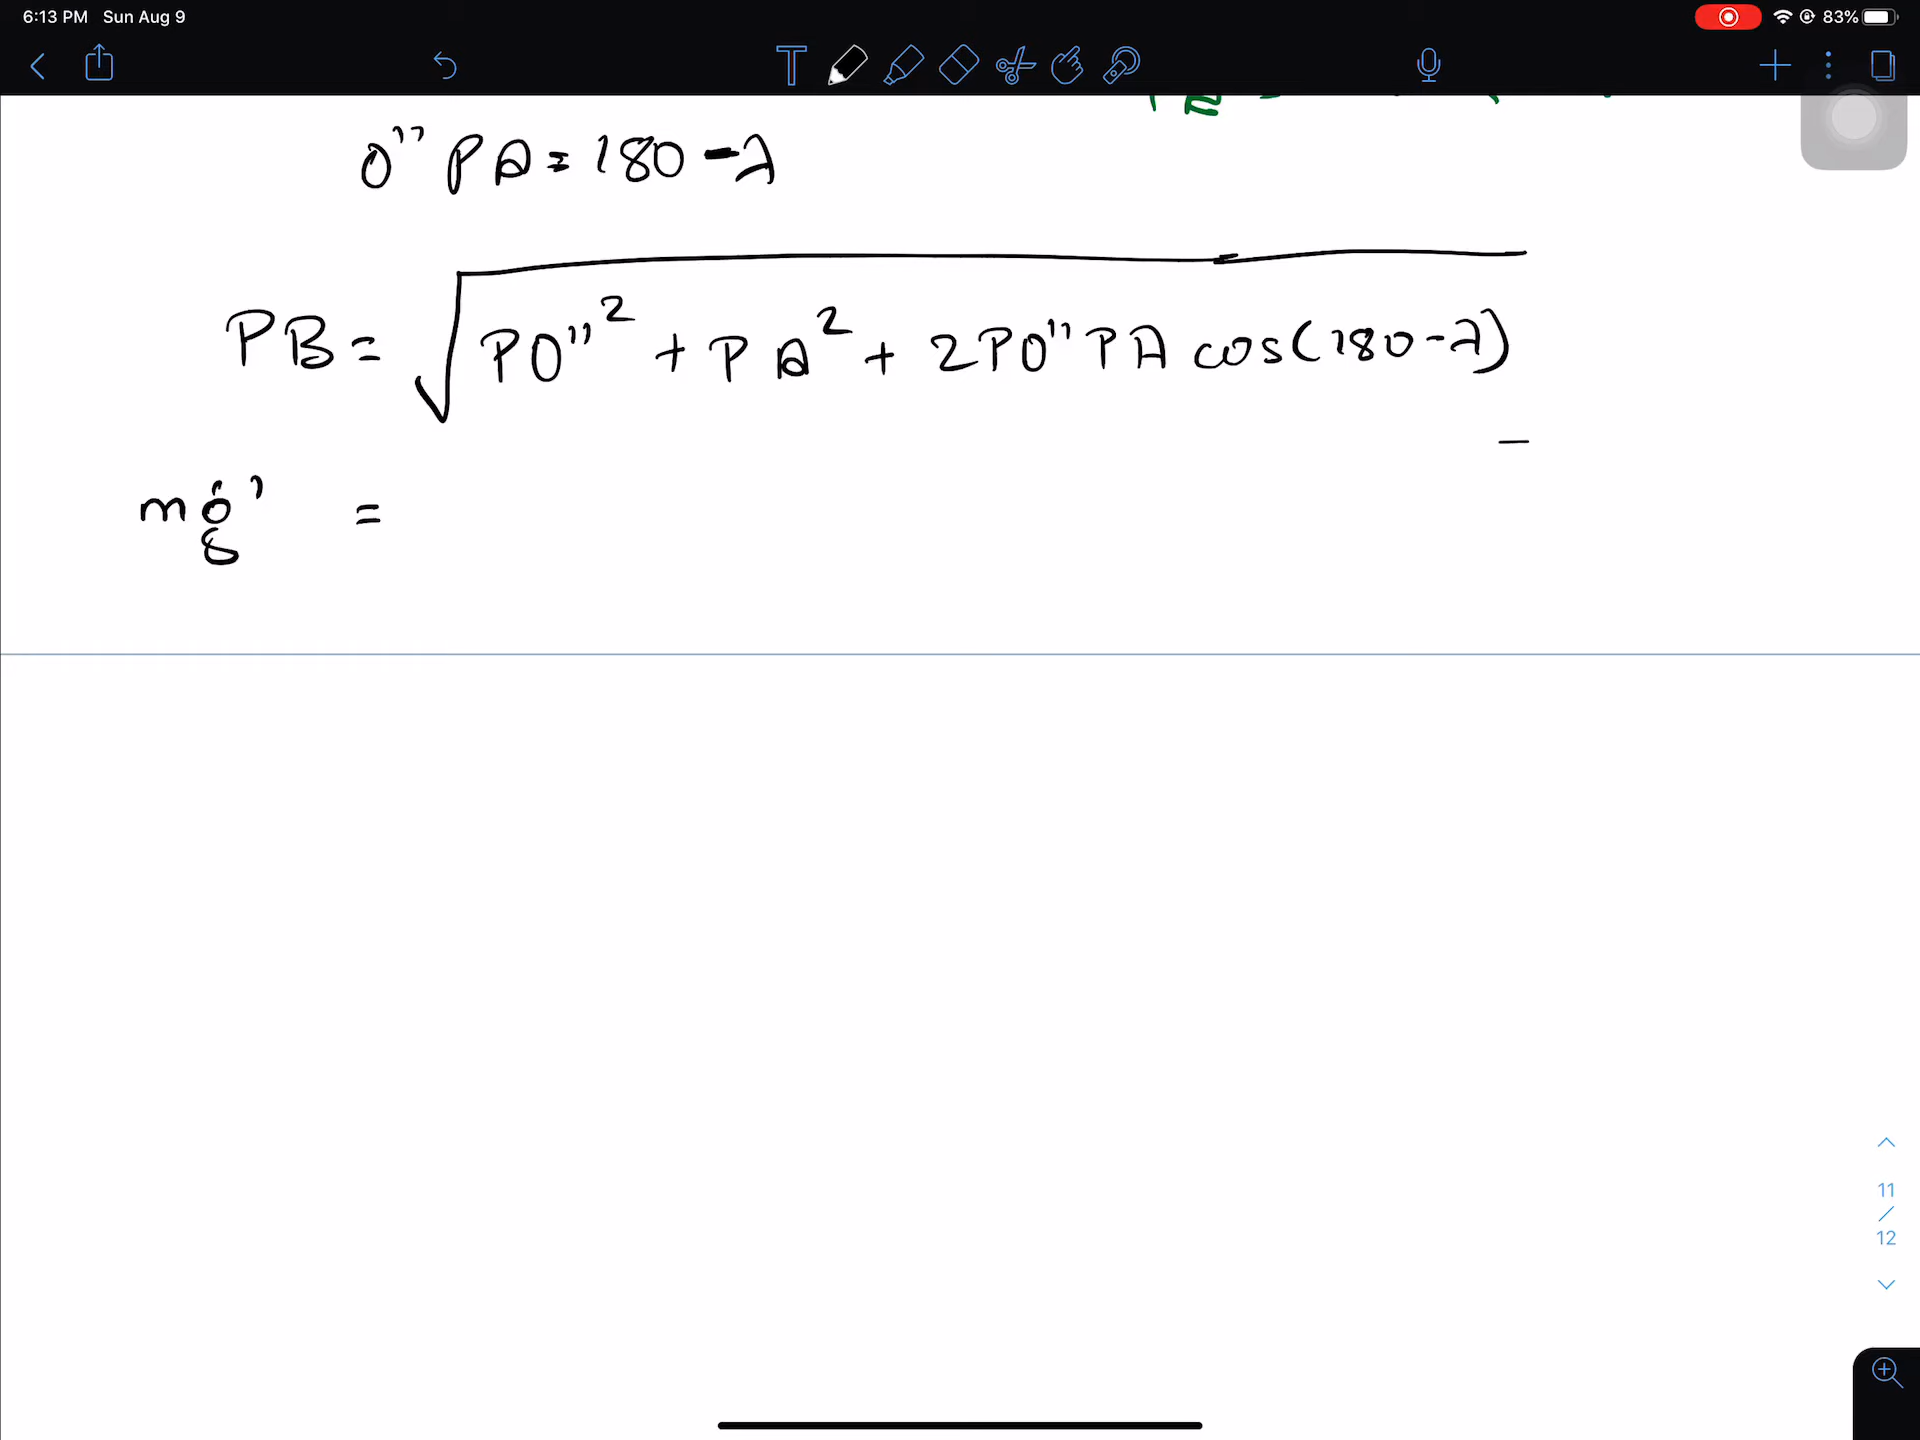 6:13 PM Sun Aug 9
83%
T
O'' PA = 180 - λ
PB = √PO''² + PA² + 2PO'' PA cos(180-λ)
mg' =
11
/
12